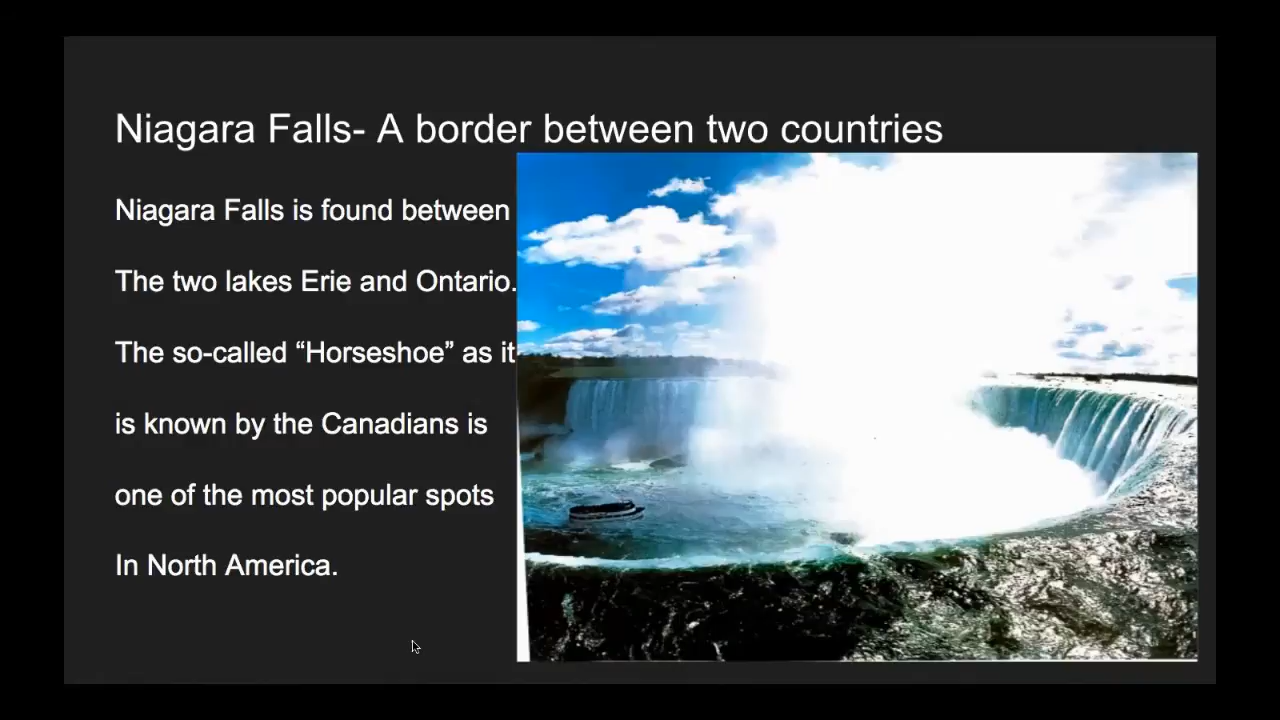 Niagara Falls- A border between two countries
Niagara Falls is found between
The two lakes Erie and Ontario.
The so-called “Horseshoe” as it
is known by the Canadians is
one of the most popular spots
In North America.